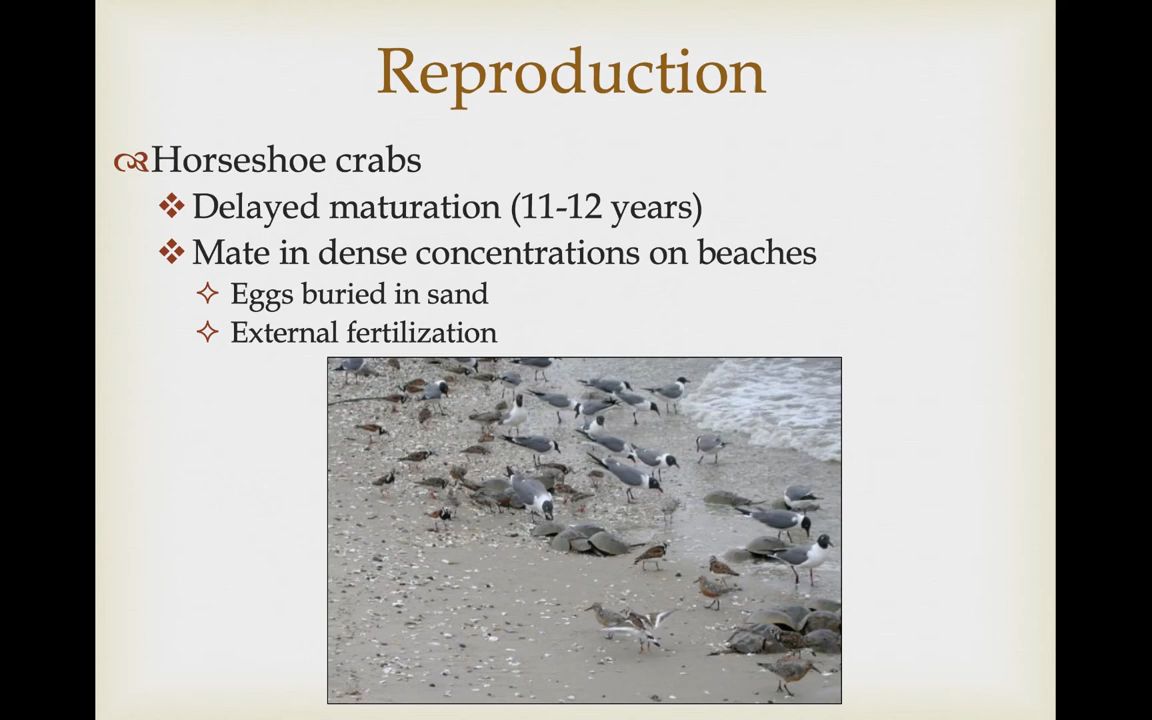 Reproduction
Horseshoe crabs
Delayed maturation (11-12 years)
Mate in dense concentrations on beaches
Eggs buried in sand
External fertilization